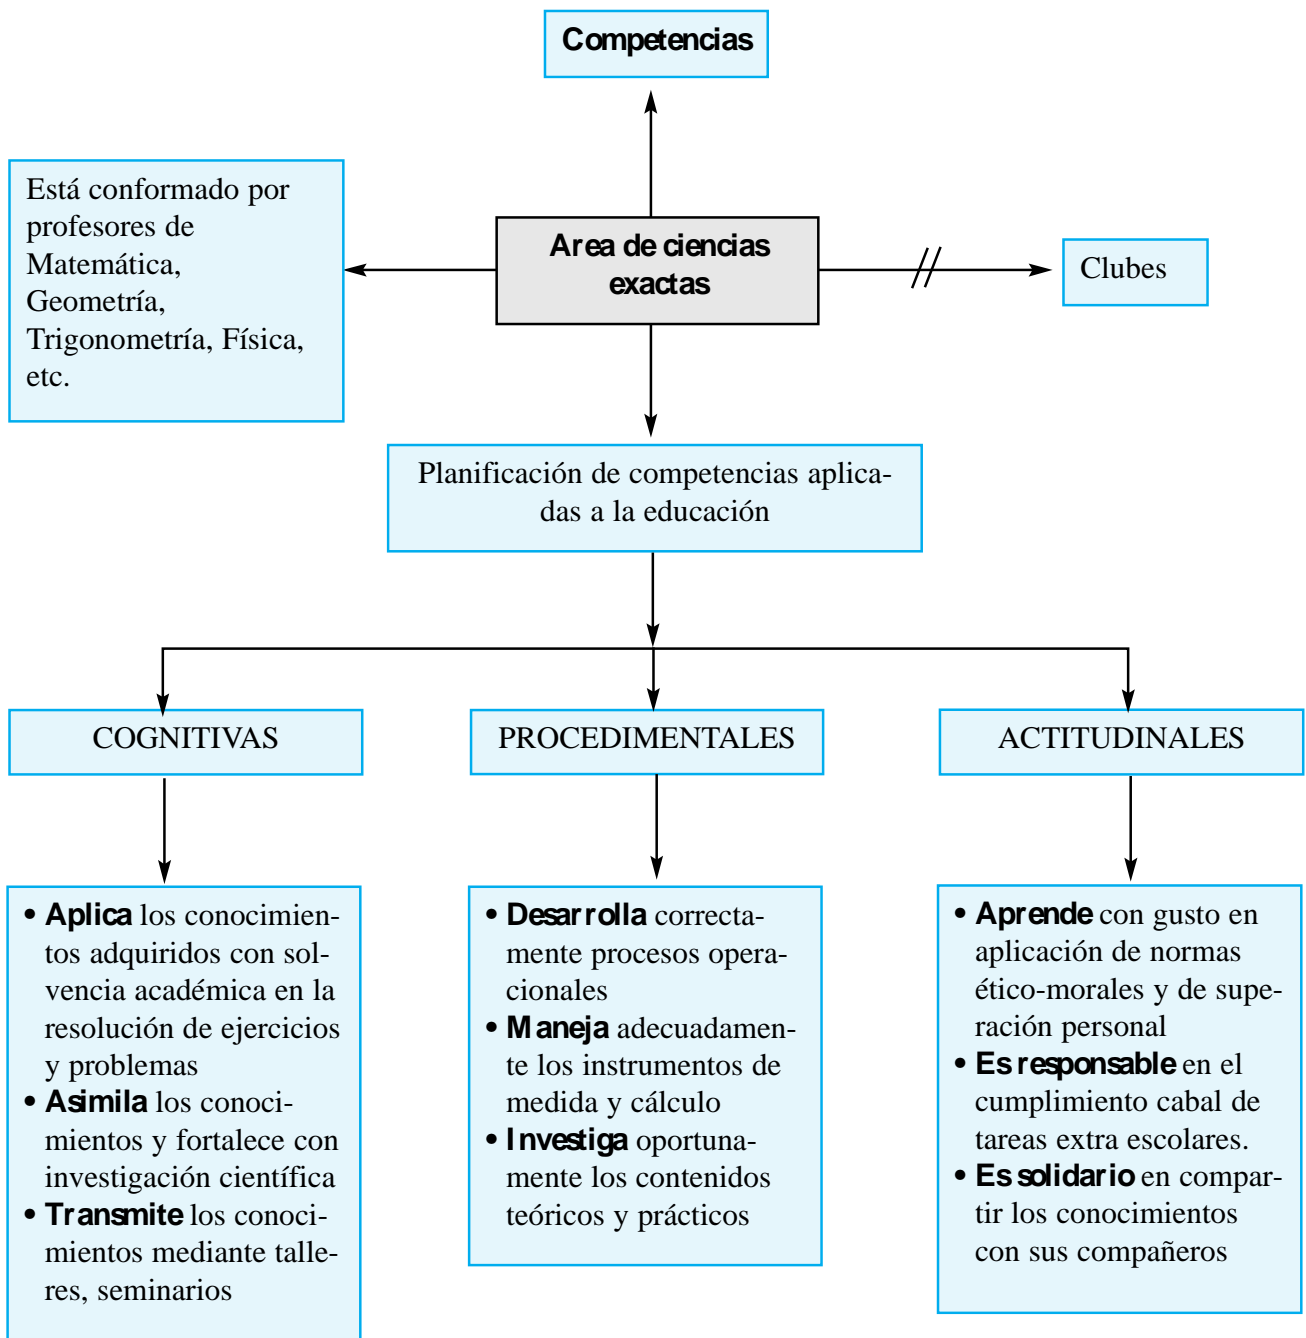 Competencias
Está conformado por
profesores de
Matemática,
Geometría,
Trigonometría, Física,
etc.
Area de ciencias
exactas
Clubes
Planificación de competencias aplica-
das a la educación
COGNITIVAS
PROCEDIMENTALES
ACTITUDINALES
• Aplica los conocimien-
tos adquiridos con sol-
vencia académica en la
resolución de ejercicios
y problemas
• Asimila los conoci-
mientos y fortalece con
investigación científica
• Transmite los conoci-
mientos mediante talle-
res, seminarios
• Desarrolla correcta-
mente procesos opera-
cionales
• Maneja adecuadamen-
te los instrumentos de
medida y cálculo
• Investiga oportuna-
mente los contenidos
teóricos y prácticos
• Aprende con gusto en
aplicación de normas
ético-morales y de supe-
ración personal
• Es responsable en el
cumplimiento cabal de
tareas extra escolares.
• Es solidario en compar-
tir los conocimientos
con sus compañeros